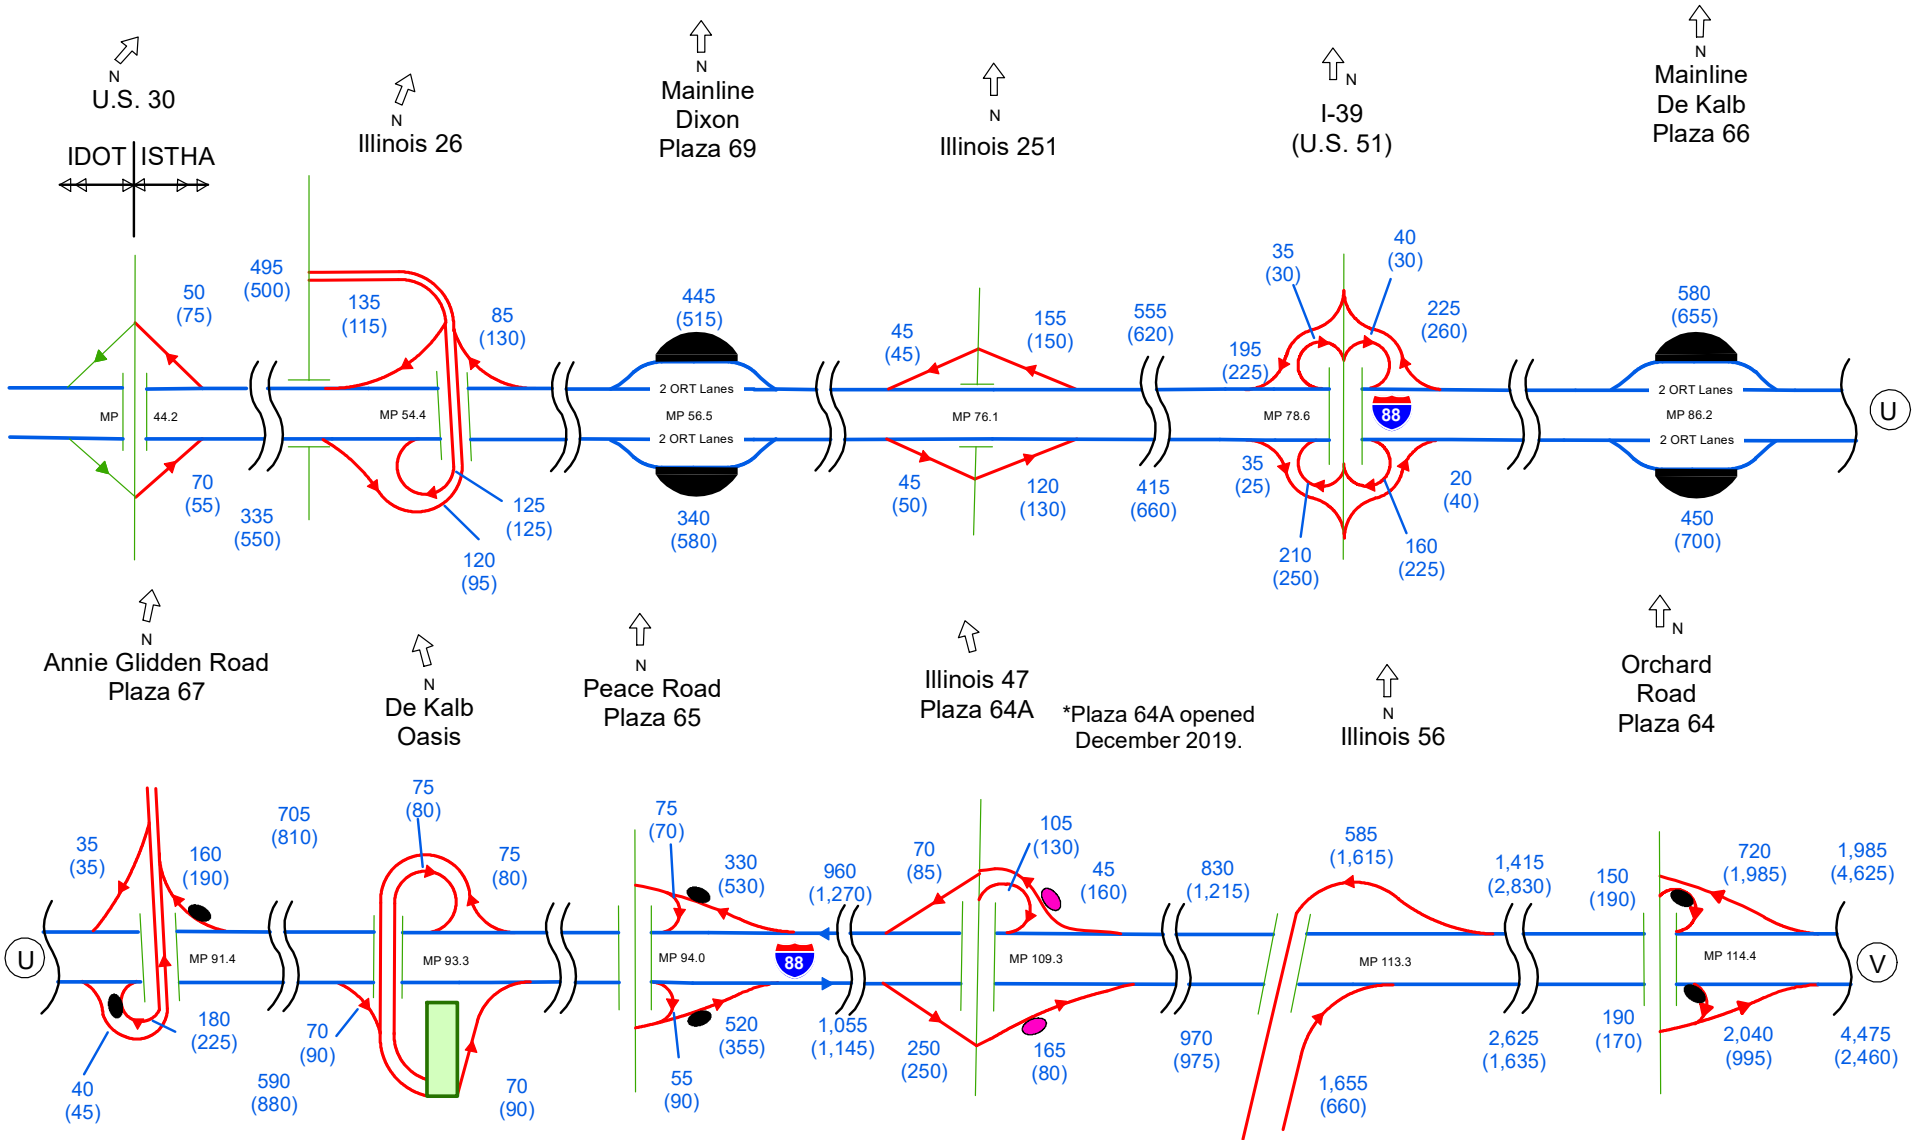 N
U.S. 30
IDOT
ISTHA
N
Illinois 26
N
Mainline
Dixon
Plaza 69
N
Illinois 251
N
I-39
(U.S. 51)
N
Mainline
De Kalb
Plaza 66
50
(75)
495
(500)
135
(115)
85
(130)
445
(515)
45
(45)
155
(150)
555
(620)
35
(30)
40
(30)
195
(225)
225
(260)
580
(655)
MP 44.2
MP 54.4
2 ORT Lanes
MP 56.5
2 ORT Lanes
MP 76.1
MP 78.6
88
2 ORT Lanes
MP 86.2
2 ORT Lanes
U
70
(55)
335
(550)
125
(125)
120
(95)
340
(580)
45
(50)
120
(130)
415
(660)
35
(25)
210
(250)
160
(225)
20
(40)
450
(700)
N
Annie Glidden Road
Plaza 67
N
De Kalb
Oasis
N
Peace Road
Plaza 65
N
Illinois 47
Plaza 64A
*Plaza 64A opened
December 2019.
N
Illinois 56
N
Orchard
Road
Plaza 64
35
(35)
160
(190)
705
(810)
75
(80)
75
(80)
75
(70)
330
(530)
960
(1,270)
70
(85)
105
(130)
45
(160)
830
(1,215)
585
(1,615)
1,415
(2,830)
150
(190)
720
(1,985)
1,985
(4,625)
U
MP 91.4
MP 93.3
MP 94.0
88
MP 109.3
MP 113.3
MP 114.4
V
40
(45)
180
(225)
590
(880)
70
(90)
70
(90)
55
(90)
520
(355)
1,055
(1,145)
250
(250)
165
(80)
970
(975)
1,655
(660)
2,625
(1,635)
190
(170)
2,040
(995)
4,475
(2,460)